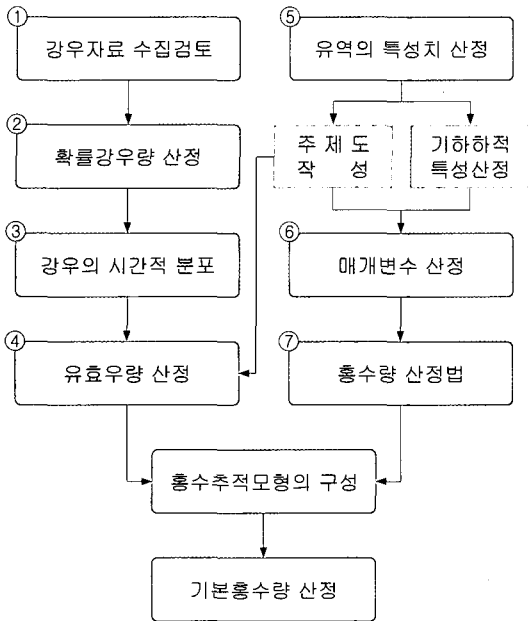 ①
강우자료 수집검토
②
확률강우량 산정
③
강우의 시간적 분포
④
유효우량 산정
⑤
유역의 특성치 산정
주 제 도
작 성
기하하적
특성산정
⑥
매개변수 산정
⑦
홍수량 산정법
홍수추적모형의 구성
기본홍수량 산정